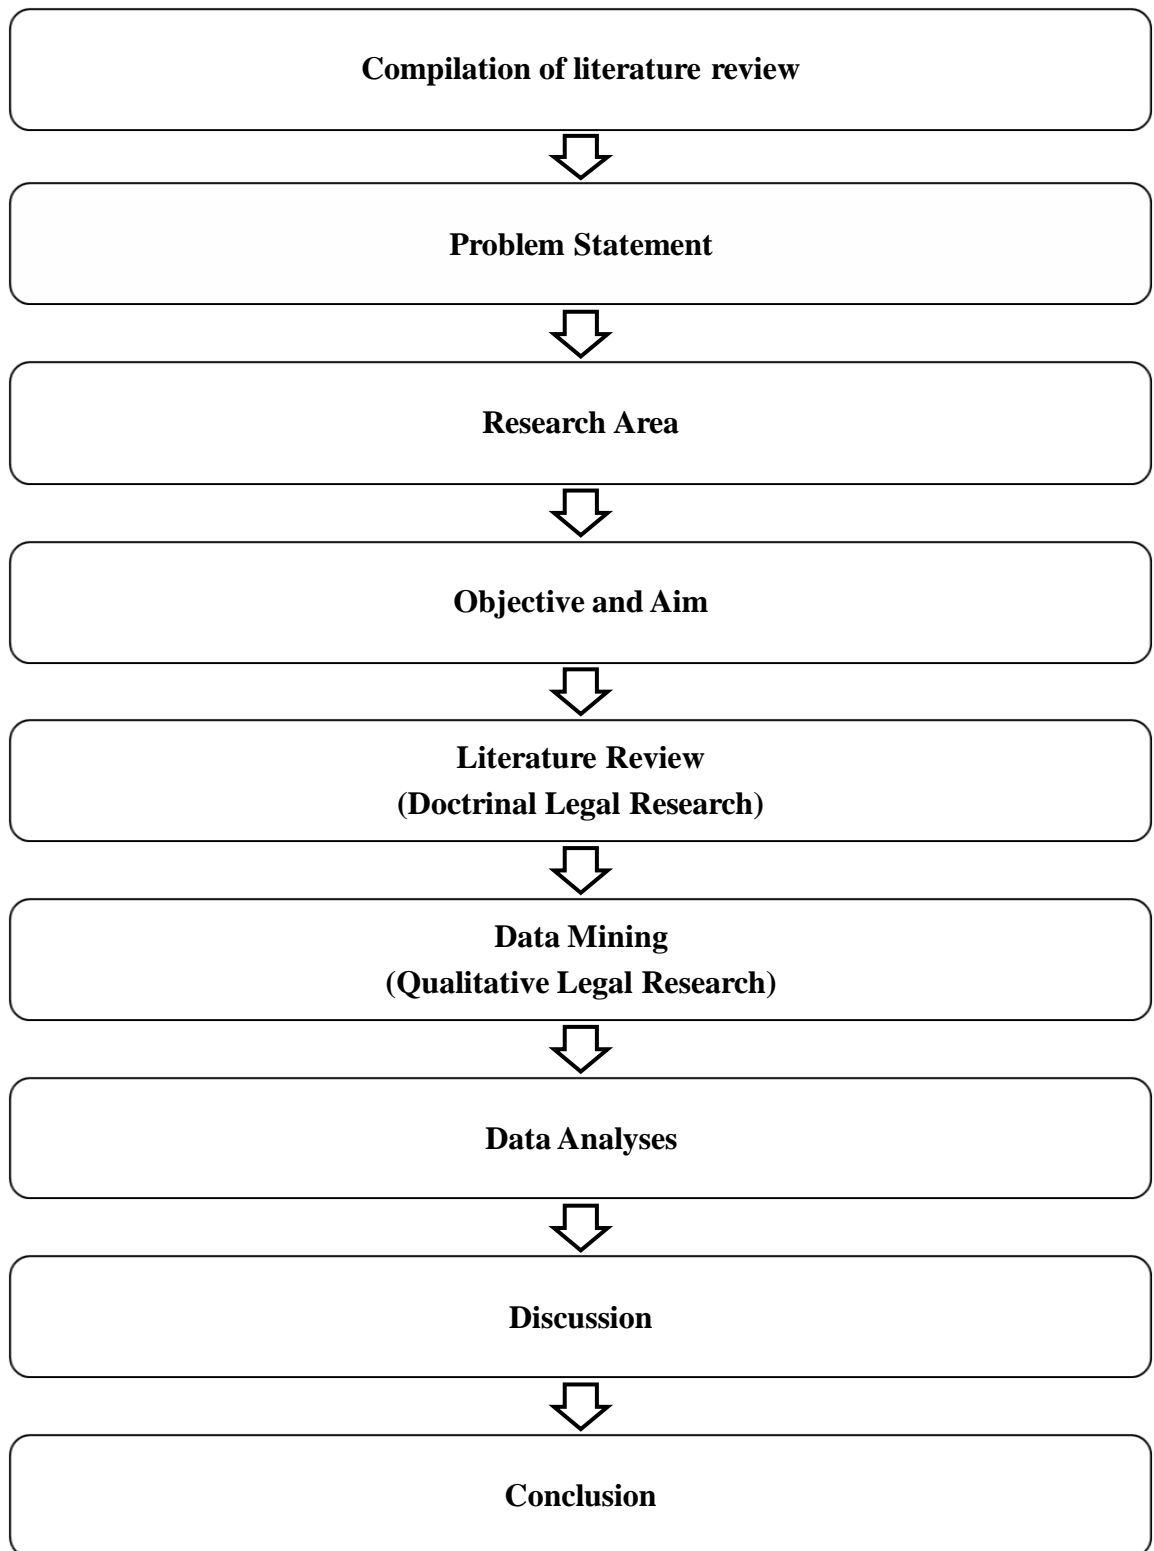 Compilation of literature review
Problem Statement
Research Area
Objective and Aim
Literature Review
(Doctrinal Legal Research)
Data Mining
(Qualitative Legal Research)
Data Analyses
Discussion
Conclusion